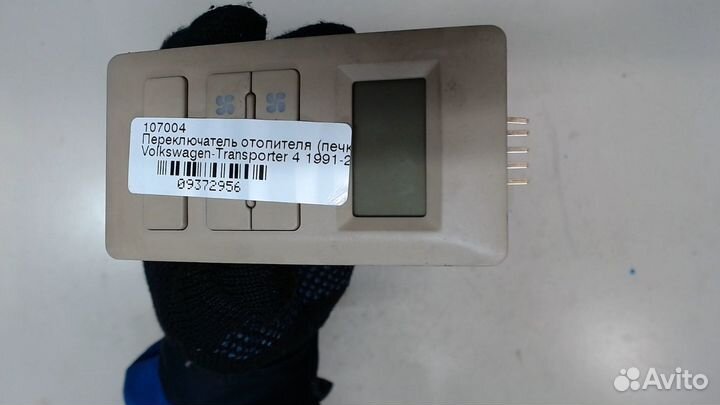 107004
Переключатель отопителя (печк
Volkswagen-Transporter 4 1991-2
09372956
Avito